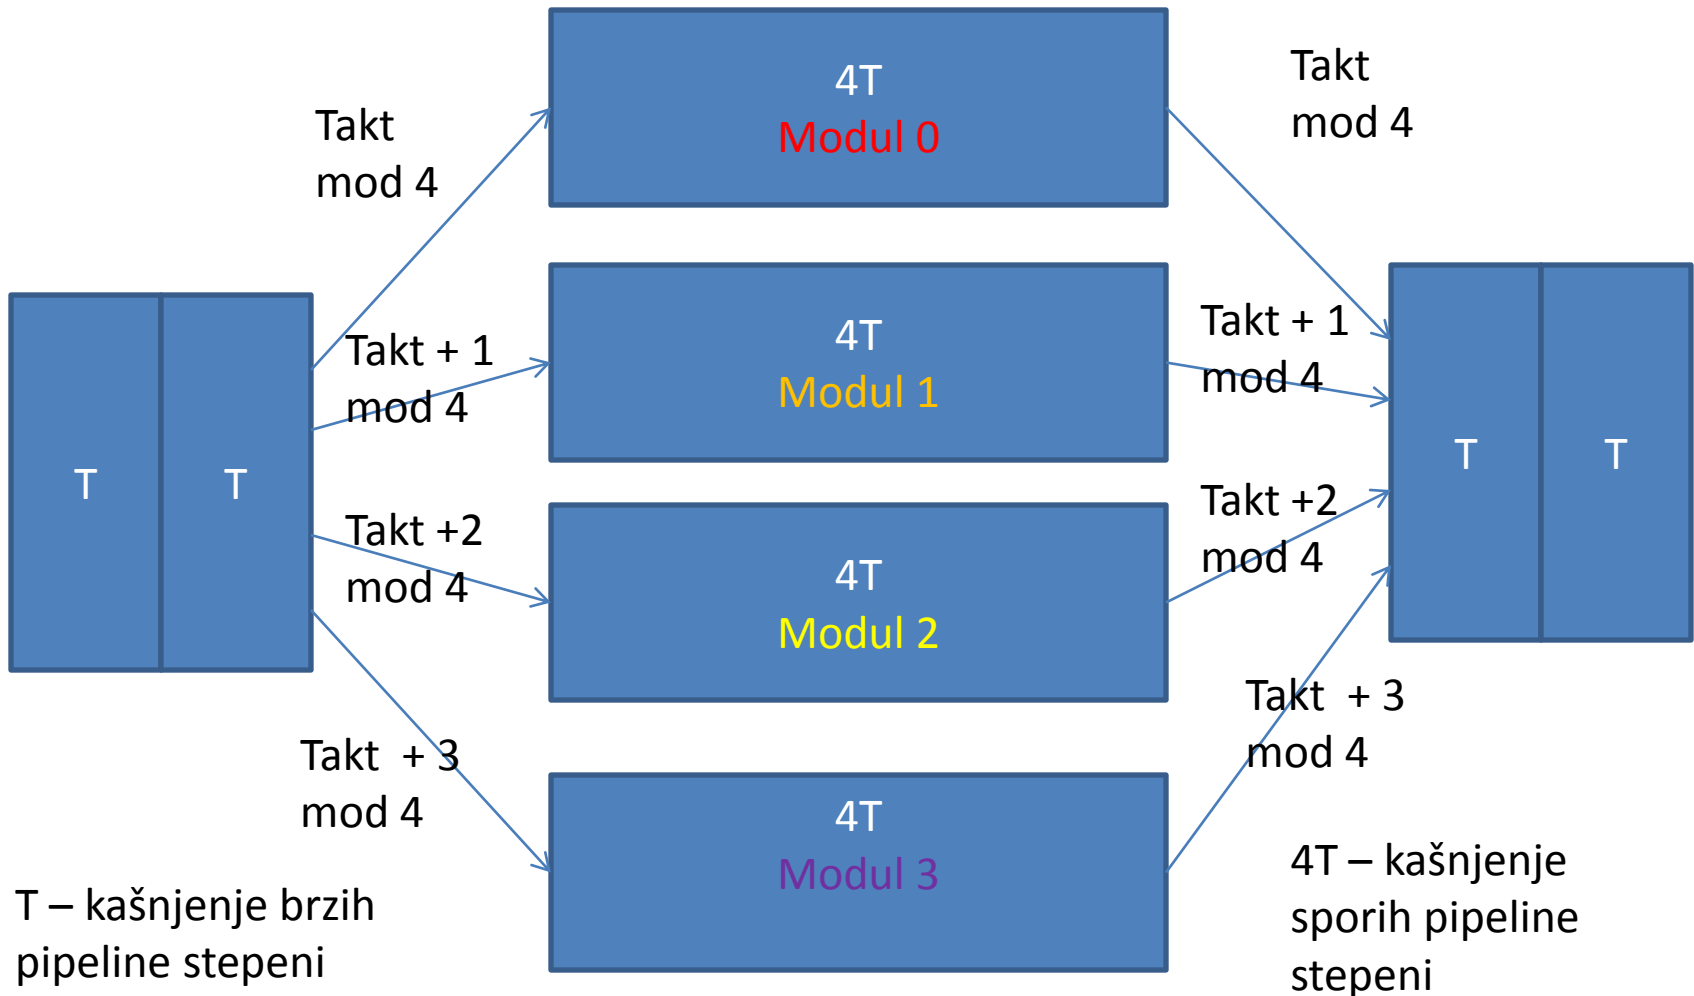 4T
Modul 0
Takt
mod 4
Takt
mod 4
4T
Modul 1
Takt + 1
mod 4
Takt + 1
mod 4
T
T
T
T
Takt +2
mod 4
Takt +2
mod 4
4T
Modul 2
Takt  + 3
mod 4
Takt  + 3
mod 4
4T
Modul 3
T – kašnjenje brzih
pipeline stepeni
4T – kašnjenje
sporih pipeline
stepeni